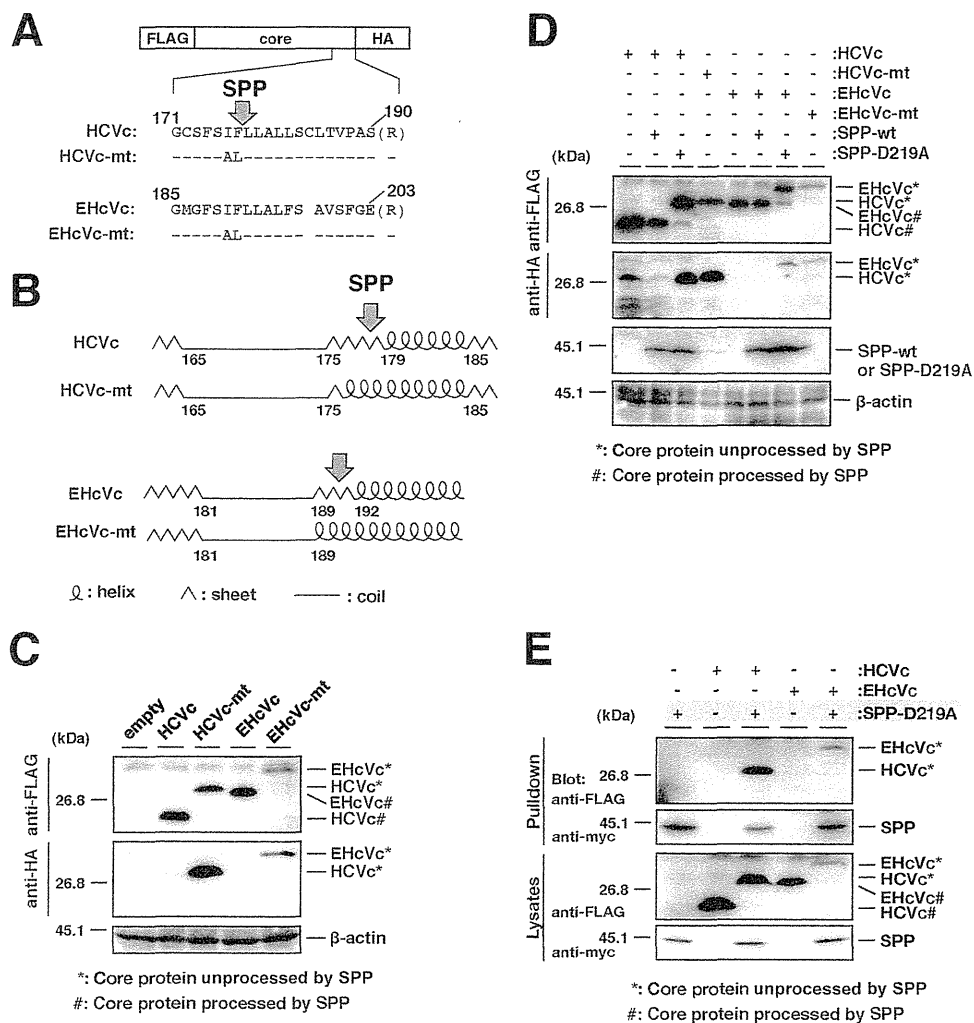 A
FLAG core HA
SPP
171 190
HCVc: GCSFSIFLLALLSCLTVPAS(R)
HCVc-mt: ------AL------------ -
185 203
EHcVc: GMGFSIFLLALFS AVSFGE(R)
EHcVc-mt: ------AL----- ------ -
B
SPP
HCVc
165 175 179 185
HCVc-mt
165 175 185
EHcVc
181 189 192
EHcVc-mt
181 189
: helix : sheet : coil
C
empty HCVc HCVc-mt EHcVc EHcVc-mt
(kDa)
anti-FLAG
26.8
EHcVc*
HCVc*
EHcVc#
HCVc#
anti-HA
26.8
EHcVc*
HCVc*
45.1
β-actin
*: Core protein unprocessed by SPP
#: Core protein processed by SPP
D
+ + + - - - - - :HCVc
- - - + - - - - :HCVc-mt
- - - - + + + - :EHcVc
- - - - - - - + :EHcVc-mt
- + - - - + - - :SPP-wt
- - + - - - + - :SPP-D219A
(kDa)
anti-FLAG
26.8
EHcVc*
HCVc*
EHcVc#
HCVc#
anti-HA
26.8
EHcVc*
HCVc*
45.1
SPP-wt
or SPP-D219A
45.1
β-actin
*: Core protein unprocessed by SPP
#: Core protein processed by SPP
E
- + + - - :HCVc
- - - + + :EHcVc
+ - + - + :SPP-D219A
(kDa)
Pulldown
Blot: 26.8
anti-FLAG
EHcVc*
HCVc*
45.1
anti-myc
SPP
Lysates
26.8
anti-FLAG
EHcVc*
HCVc*
EHcVc#
HCVc#
45.1
anti-myc
SPP
*: Core protein unprocessed by SPP
#: Core protein processed by SPP